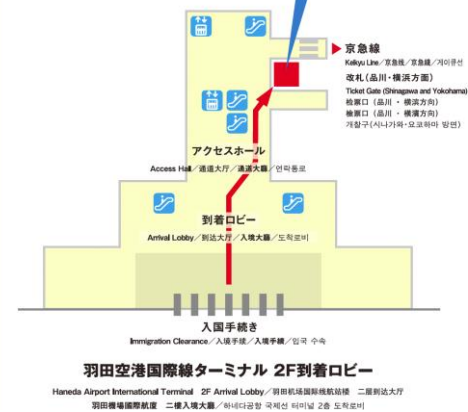 京急線
Keikyu Line／京急线／京急線／게이큐선
改札（品川・横浜方面）
Ticket Gate (Shinagawa and Yokohama)
检票口（品川・横滨方向）
檢票口（品川・橫濱方向）
개찰구(시나가와·요코하마 방면)
アクセスホール
Access Hall／通道大厅／通道大廳／연락통로
到着ロビー
Arrival Lobby／到达大厅／入境大廳／도착로비
入国手続き
Immigration Clearance／入境手续／入境手續／입국 수속
羽田空港国際線ターミナル 2F到着ロビー
Haneda Airport International Terminal 2F Arrival Lobby／羽田机场国际线航站楼 二层到达大厅
羽田機場國際航廈 二樓入境大廳／하네다공항 국제선 터미널 2층 도착로비